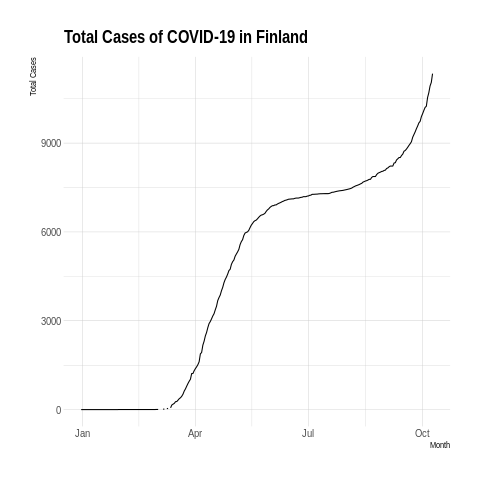 Total Cases of COVID-19 in Finland
Total Cases
9000
6000
3000
0
Jan Apr Jul Oct
Month